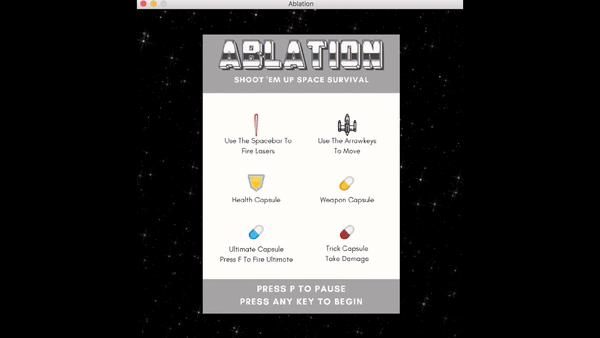 Ablation
ABLATION
SHOOT 'EM UP SPACE SURVIVAL
Use The Spacebar To
Fire Lasers
Use The Arrowkeys
To Move
Health Capsule
Weapon Capsule
Ultimate Capsule
Press F To Fire Ultimate
Trick Capsule
Take Damage
PRESS P TO PAUSE
PRESS ANY KEY TO BEGIN